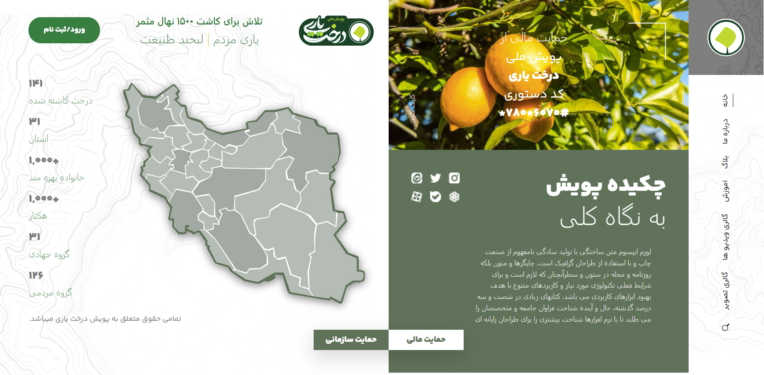 خانه
درباره ما
بلاگ
آموزش
گالری ویدیو ها
گالری تصویر
حمایت مالی از
پویش ملی
درخت یاری
کد دستوری
*۷۸۰*۶۰۷۰#
چکیده پویش
به نگاه کلی
لورم ایپسوم متن ساختگی با تولید سادگی نامفهوم از صنعت
چاپ و با استفاده از طراحان گرافیک است. چاپگرها و متون بلکه
روزنامه و مجله در ستون و سطرآنچنان که لازم است و برای
شرایط فعلی تکنولوژی مورد نیاز و کاربردهای متنوع با هدف
بهبود ابزارهای کاربردی می باشد. کتابهای زیادی در شصت و سه
درصد گذشته، حال و آینده شناخت فراوان جامعه و متخصصان را
می طلبد تا با نرم افزارها شناخت بیشتری را برای طراحان رایانه ای
حمایت مالی
حمایت سازمانی
درخت یاری
تلاش برای کاشت ۱۵۰۰ نهال مثمر
یاری مردم | لبخند طبیعت
ورود/ثبت نام
۱۴۱
درخت کاشته شده
۳۱
استان
۱,۰۰۰+
خانواده بهره مند
۱,۰۰۰+
هکتار
۳۱
گروه جهادی
۱۲۶
گروه مردمی
تمامی حقوق متعلق به پویش درخت یاری میباشد.